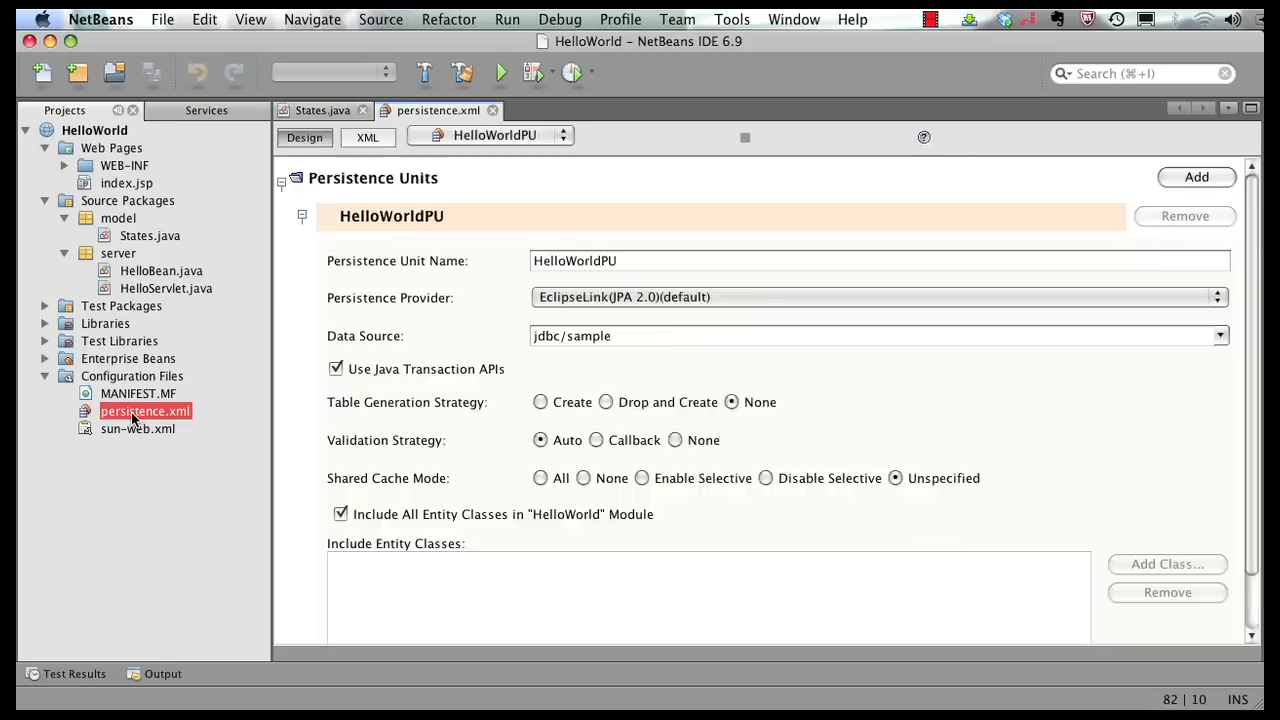 NetBeans File Edit View Navigate Source Refactor Run Debug Profile Team Tools Window Help
HelloWorld – NetBeans IDE 6.9
Search (⌘+I)
Projects Services
HelloWorld
Web Pages
WEB-INF
index.jsp
Source Packages
model
States.java
server
HelloBean.java
HelloServlet.java
Test Packages
Libraries
Test Libraries
Enterprise Beans
Configuration Files
MANIFEST.MF
persistence.xml
sun-web.xml
States.java persistence.xml
Design XML HelloWorldPU
Persistence Units Add
HelloWorldPU Remove
Persistence Unit Name: HelloWorldPU
Persistence Provider: EclipseLink(JPA 2.0)(default)
Data Source: jdbc/sample
Use Java Transaction APIs
Table Generation Strategy: Create Drop and Create None
Validation Strategy: Auto Callback None
Shared Cache Mode: All None Enable Selective Disable Selective Unspecified
Include All Entity Classes in "HelloWorld" Module
Include Entity Classes:
Add Class...
Remove
Test Results Output
82 | 10 INS